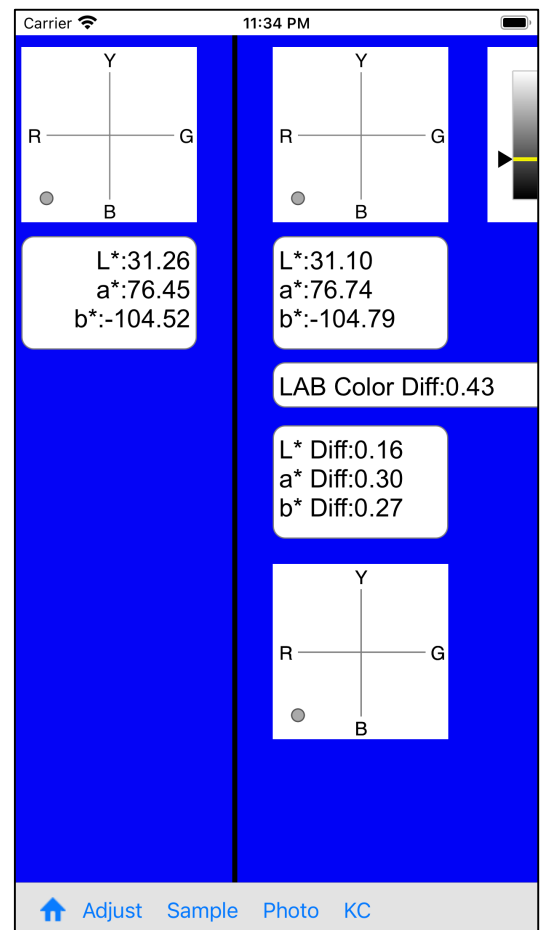 Carrier 11:34 PM
Y
R G
B
L*:31.26
a*:76.45
b*:-104.52
Y
R G
B
L*:31.10
a*:76.74
b*:-104.79
LAB Color Diff:0.43
L* Diff:0.16
a* Diff:0.30
b* Diff:0.27
Y
R G
B
Adjust Sample Photo KC